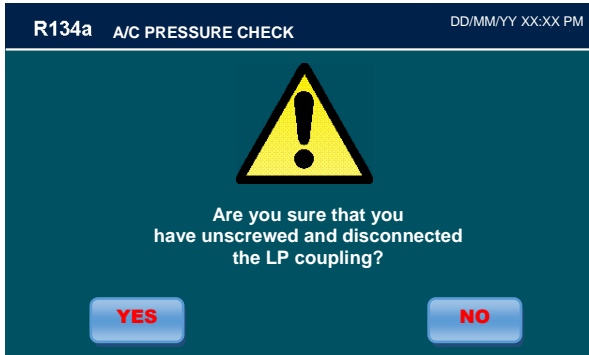 R134a A/C PRESSURE CHECK DD/MM/YY XX:XX PM
Are you sure that you
have unscrewed and disconnected
the LP coupling?
YES NO